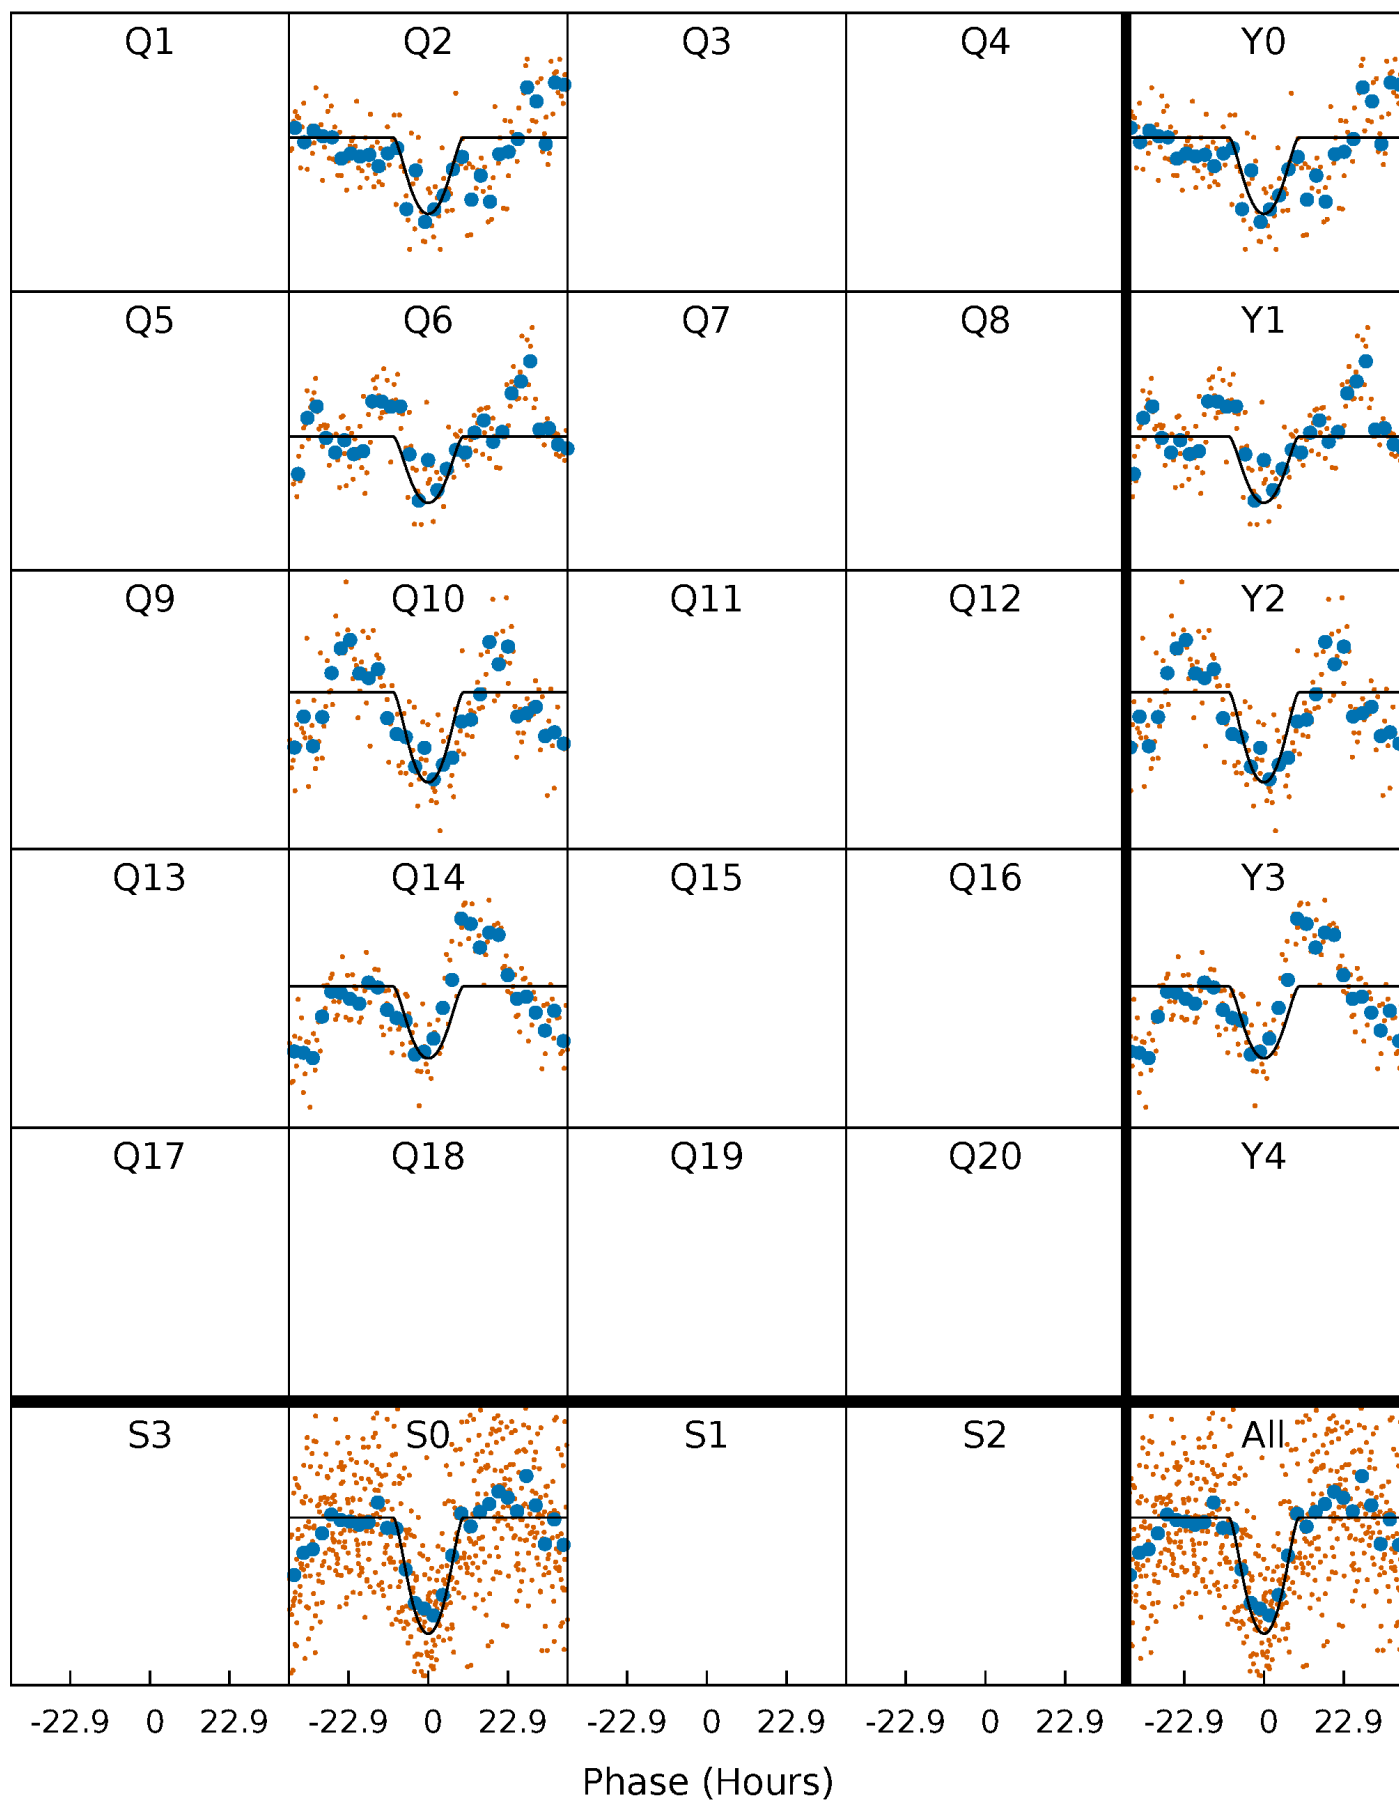 Q1 Q2 Q3 Q4 Y0
Q5 Q6 Q7 Q8 Y1
Q9 Q10 Q11 Q12 Y2
Q13 Q14 Q15 Q16 Y3
Q17 Q18 Q19 Q20 Y4
S3 S0 S1 S2 All
-22.9 0 22.9 -22.9 0 22.9 -22.9 0 22.9 -22.9 0 22.9 -22.9 0 22.9
Phase (Hours)